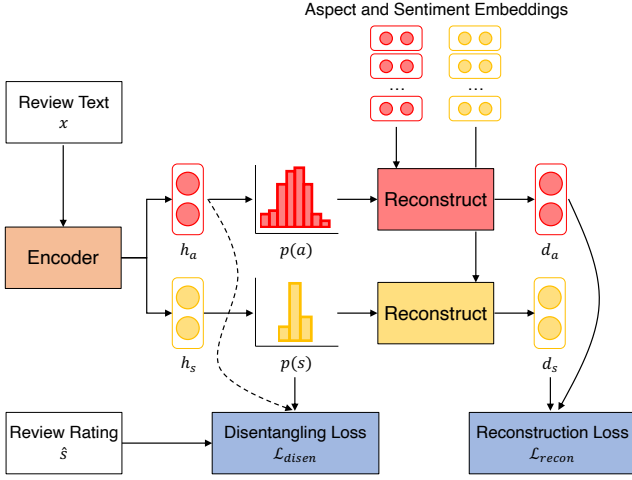 Aspect and Sentiment Embeddings
...
...
Review Text
x
Encoder
h_a
p(a)
Reconstruct
d_a
h_s
p(s)
Reconstruct
d_s
Review Rating
ŝ
Disentangling Loss
ℒ_disen
Reconstruction Loss
ℒ_recon